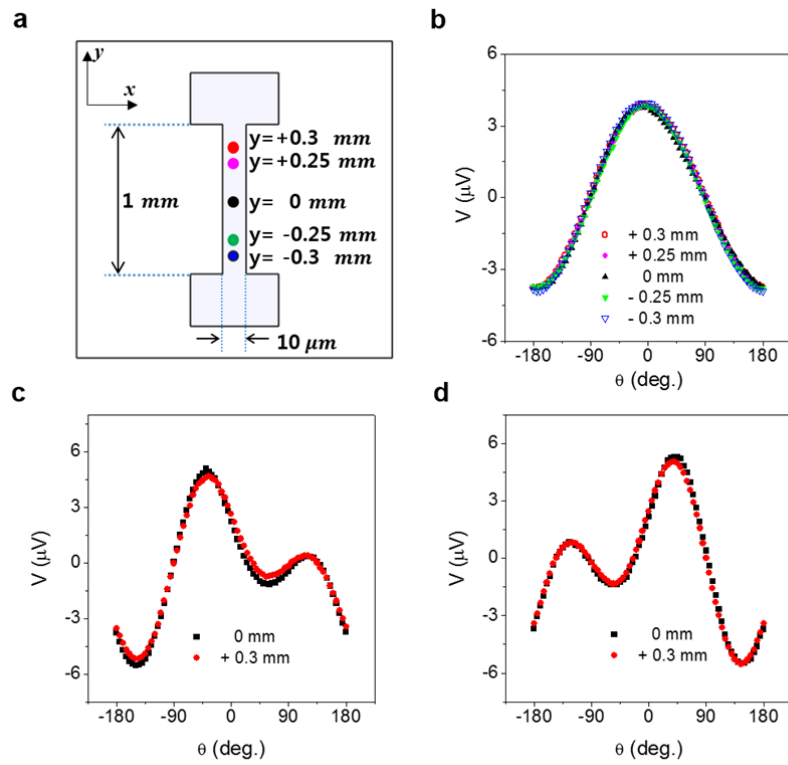 a
y
x
y=+0.3 mm
y=+0.25 mm
1 mm
y= 0 mm
y= -0.25 mm
y= -0.3 mm
10 μm
b
6
3
0
-3
-6
V (μV)
+ 0.3 mm
+ 0.25 mm
0 mm
- 0.25 mm
- 0.3 mm
-180 -90 0 90 180
θ (deg.)
c
6
3
0
-3
-6
V (μV)
0 mm
+ 0.3 mm
-180 -90 0 90 180
θ (deg.)
d
6
3
0
-3
-6
V (μV)
0 mm
+ 0.3 mm
-180 -90 0 90 180
θ (deg.)